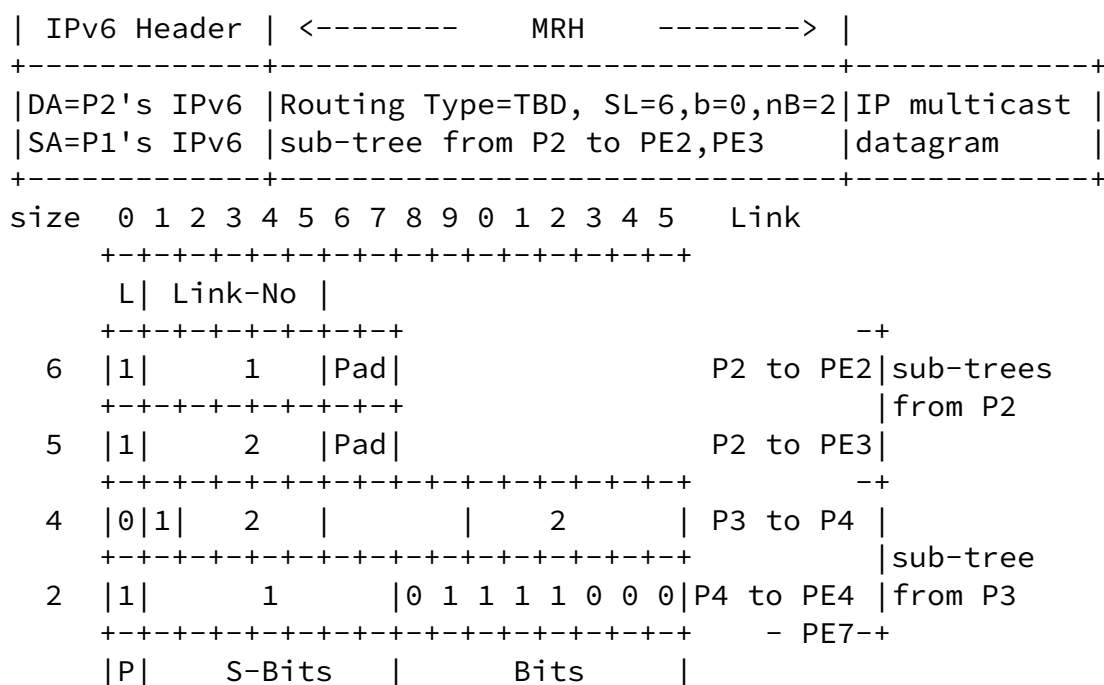 | IPv6 Header | <-------- MRH --------> |
+-------------+-------------------------------+-------------+
|DA=P2's IPv6 |Routing Type=TBD, SL=6,b=0,nB=2|IP multicast |
|SA=P1's IPv6 |sub-tree from P2 to PE2,PE3    |datagram     |
+-------------+-------------------------------+-------------+
size  0 1 2 3 4 5 6 7 8 9 0 1 2 3 4 5   Link
     +-+-+-+-+-+-+-+-+-+-+-+-+-+-+-+-+
      L| Link-No |
     +-+-+-+-+-+-+-+-+                         -+
  6  |1|    1    |Pad|                 P2 to PE2|sub-trees
     +-+-+-+-+-+-+-+-+                          |from P2
  5  |1|    2    |Pad|                 P2 to PE3|
     +-+-+-+-+-+-+-+-+-+-+-+-+-+-+-+-+         -+
  4  |0|1|   2   |       |     2     | P3 to P4 |
     +-+-+-+-+-+-+-+-+-+-+-+-+-+-+-+-+          |sub-tree
  2  |1|     1     |0 1 1 1 1 0 0 0|P4 to PE4 |from P3
     +-+-+-+-+-+-+-+-+-+-+-+-+-+-+-+-+    - PE7-+
     |P|   S-Bits    |     Bits      |